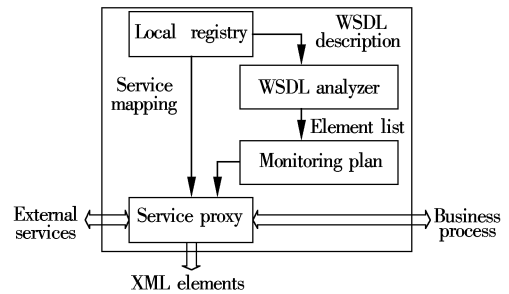 Local registry
WSDL
description
Service
mapping
WSDL analyzer
Element list
Monitoring plan
External
services
Service proxy
Business
process
XML elements